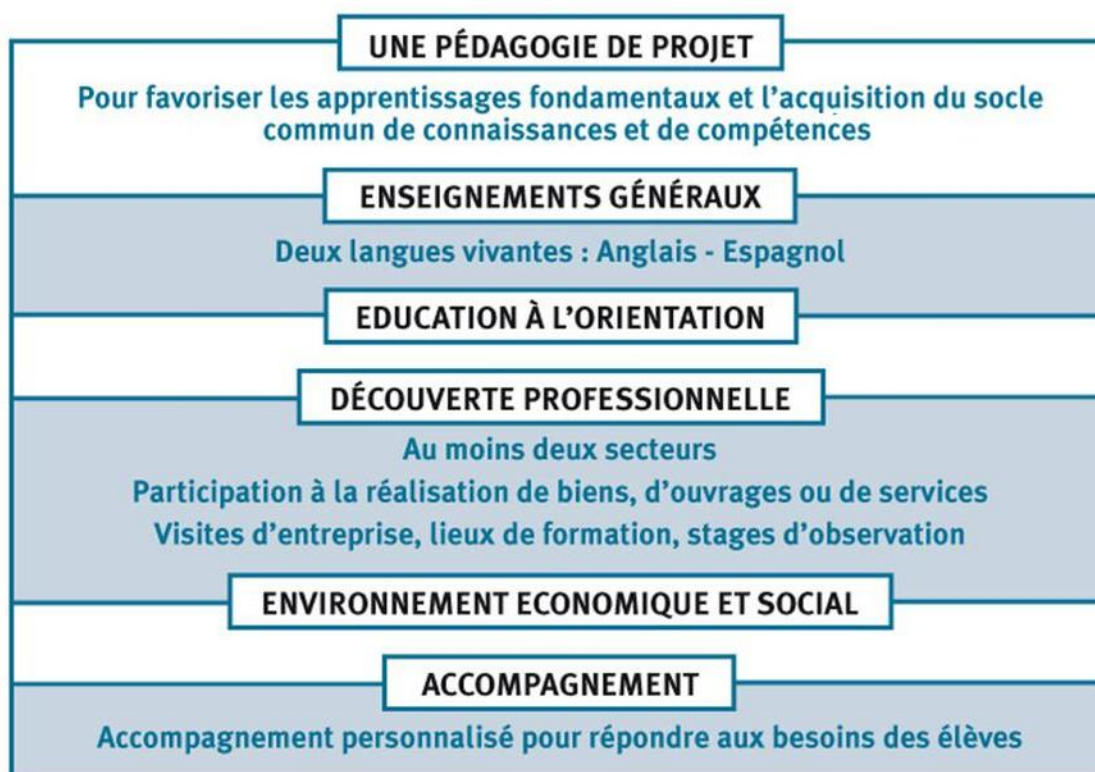 UNE PÉDAGOGIE DE PROJET
Pour favoriser les apprentissages fondamentaux et l'acquisition du socle
commun de connaissances et de compétences
ENSEIGNEMENTS GÉNÉRAUX
Deux langues vivantes : Anglais - Espagnol
EDUCATION À L'ORIENTATION
DÉCOUVERTE PROFESSIONNELLE
Au moins deux secteurs
Participation à la réalisation de biens, d'ouvrages ou de services
Visites d'entreprise, lieux de formation, stages d'observation
ENVIRONNEMENT ECONOMIQUE ET SOCIAL
ACCOMPAGNEMENT
Accompagnement personnalisé pour répondre aux besoins des élèves